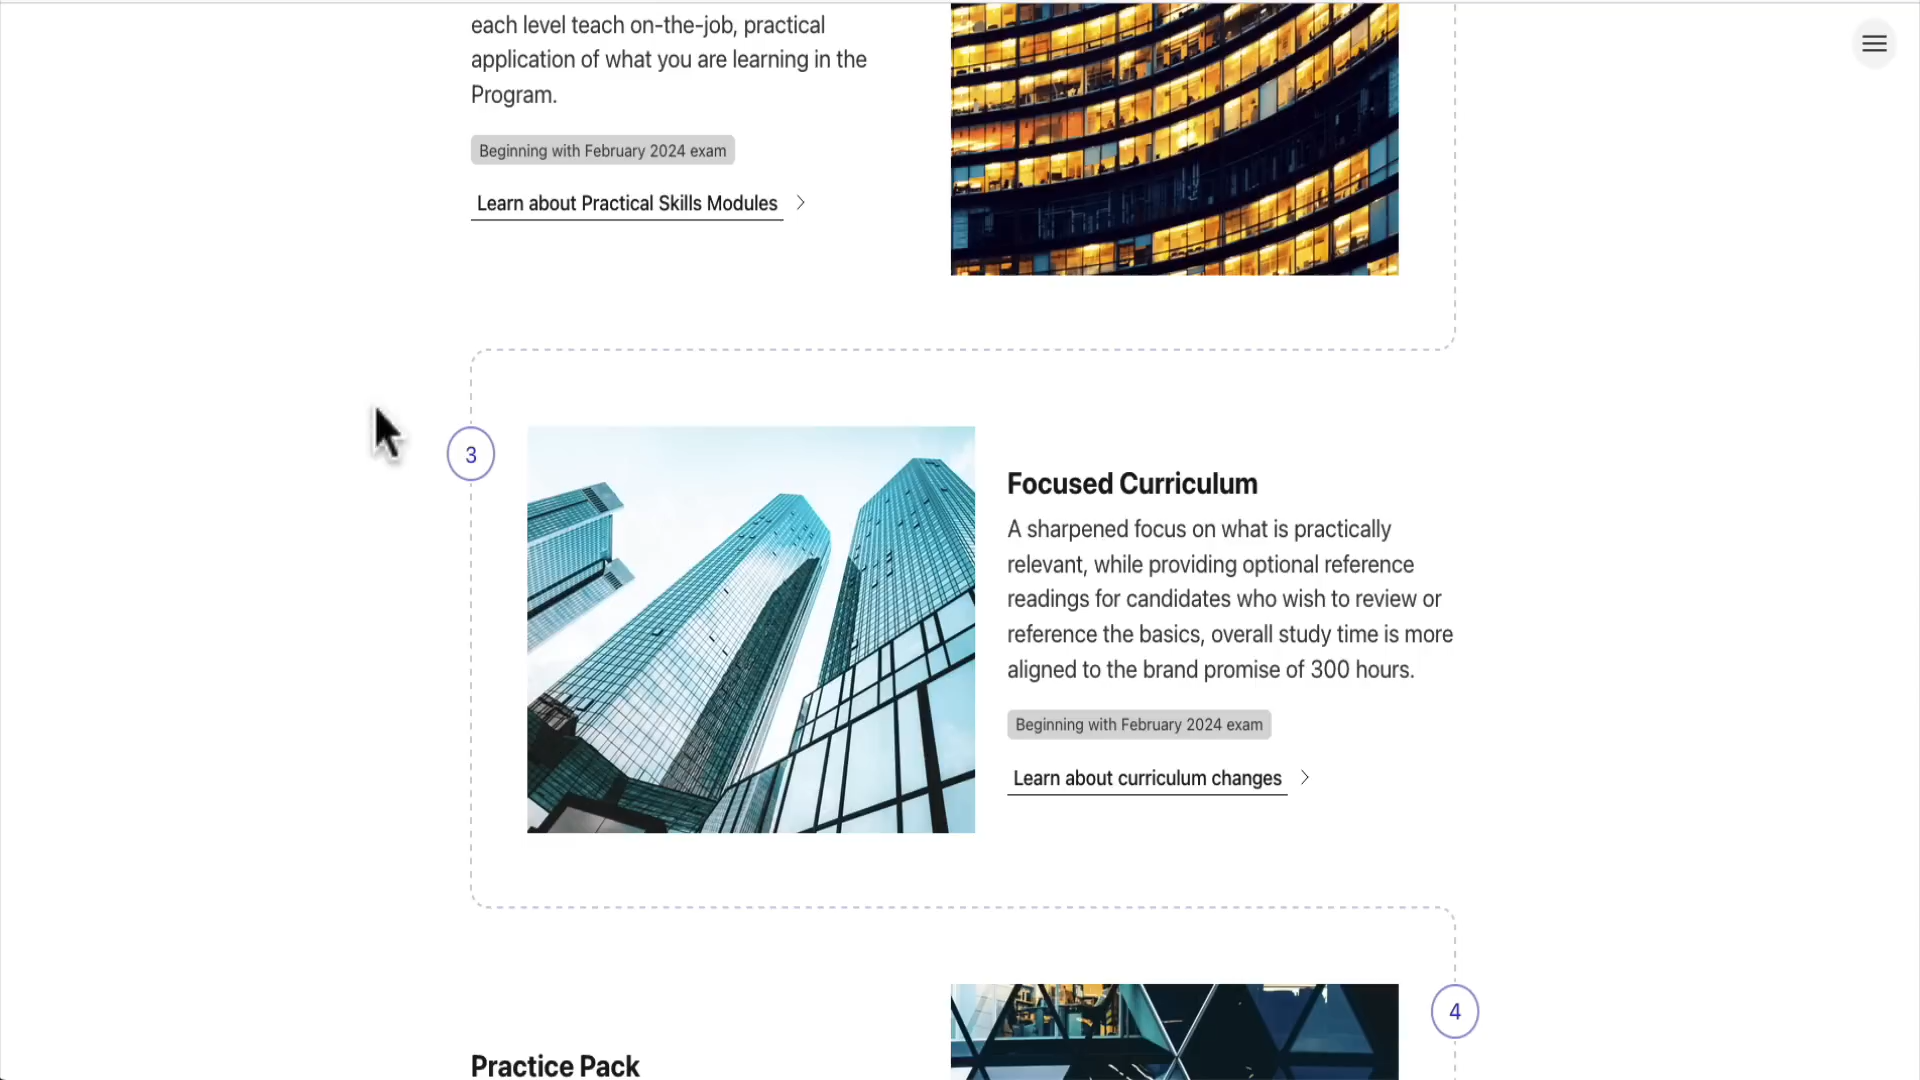 each level teach on-the-job, practical
application of what you are learning in the
Program.
Beginning with February 2024 exam
Learn about Practical Skills Modules
3
Focused Curriculum
A sharpened focus on what is practically
relevant, while providing optional reference
readings for candidates who wish to review or
reference the basics, overall study time is more
aligned to the brand promise of 300 hours.
Beginning with February 2024 exam
Learn about curriculum changes
4
Practice Pack